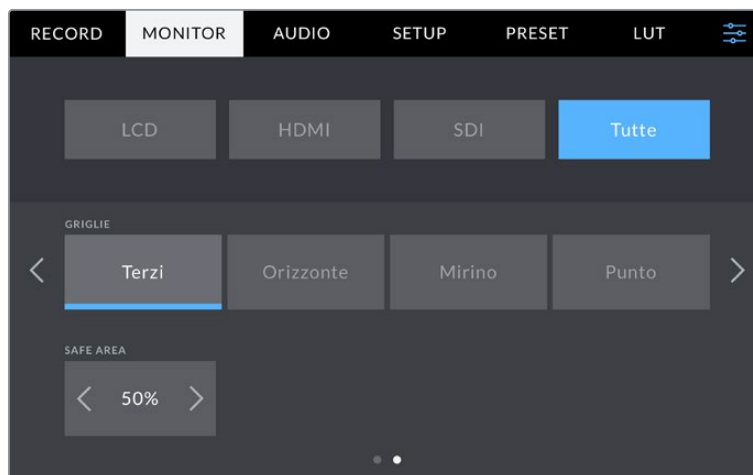 RECORD MONITOR AUDIO SETUP PRESET LUT
LCD HDMI SDI Tutte
GRIGLIE
Terzi Orizzonte Mirino Punto
SAFE AREA
50%